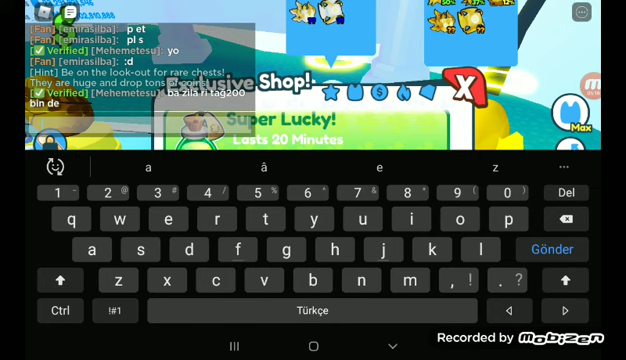 [Fan] [emirasilba]: p et
[Fan] [emirasilba]: pl s
[✅ Verified] [Mehemetesu]: yo
[Fan] [emirasilba]: :d
[Hint] Be on the look-out for rare chests!
They are huge and drop tons of coins!
[✅ Verified] [Mehemetesu]: ba zıla rı tag200
bin de
Exclusive Shop!
X
Super Lucky!
Lasts 20 Minutes
Max
a â e z ...
1 - 2 @ 3 # 4 / 5 % 6 ^ 7 & 8 * 9 ( 0 ) Del
q w e r t y u i o p
a s d f g h j k l Gönder
z x c v b n m , ! . ?
Ctrl !#1 Türkçe
Recorded by MOBIZEN